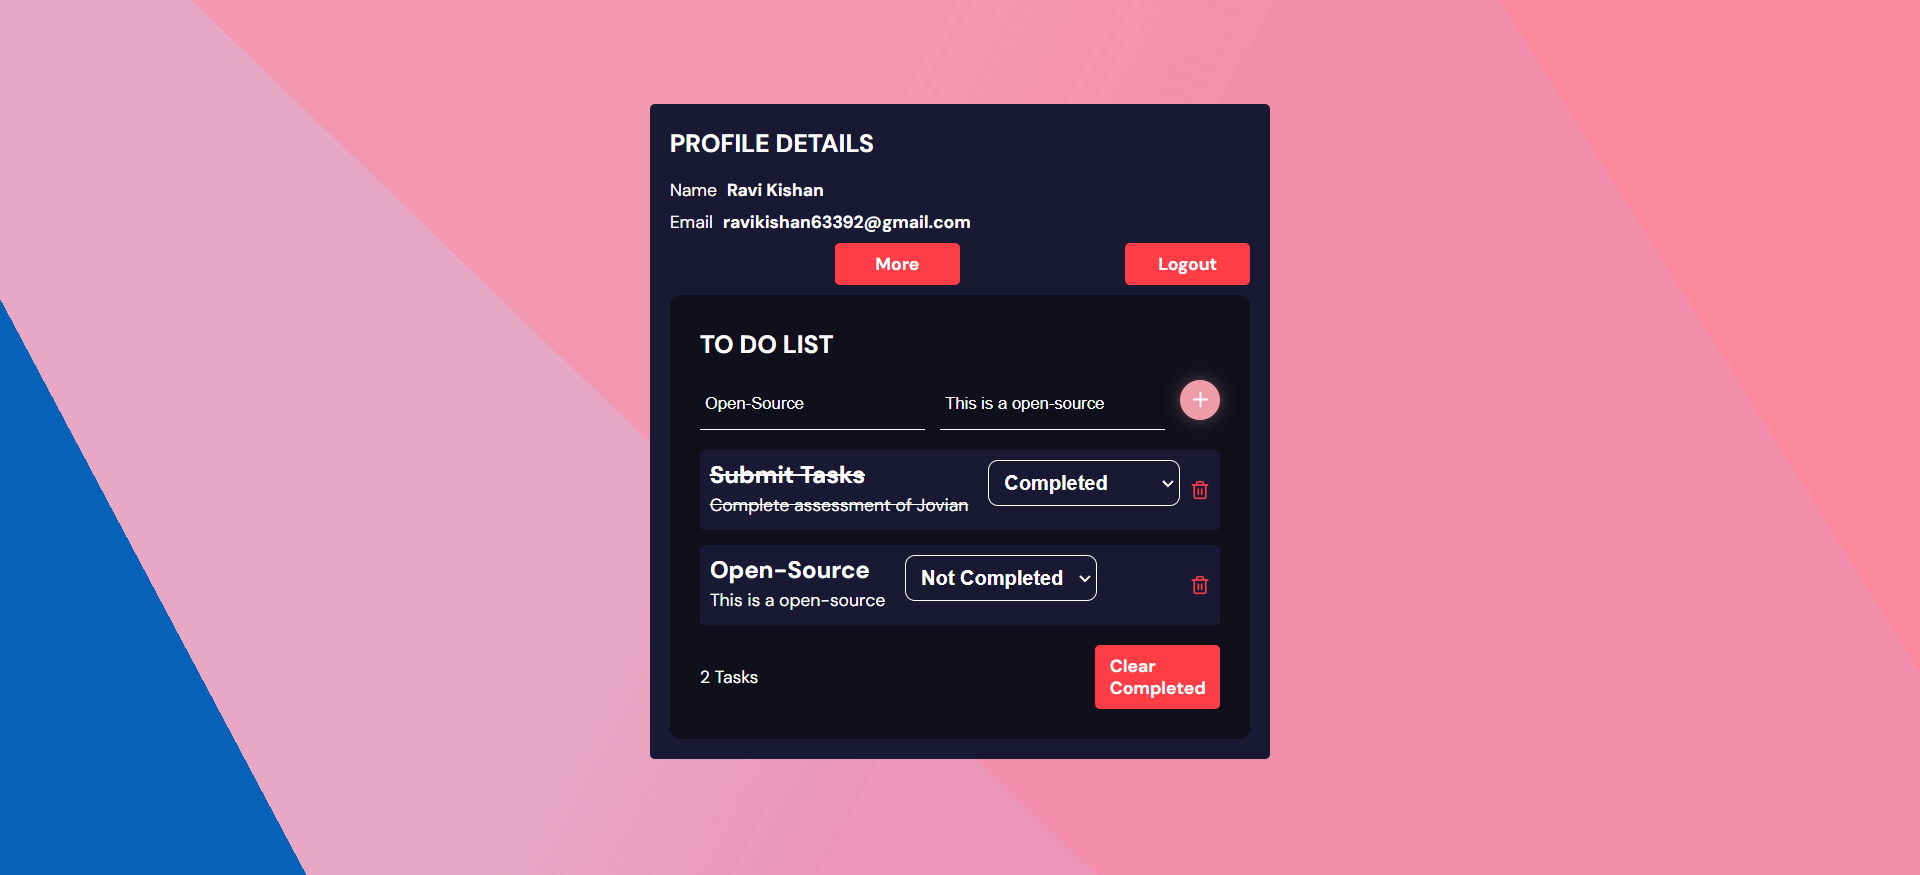 PROFILE DETAILS
Name Ravi Kishan
Email ravikishan63392@gmail.com
More Logout
TO DO LIST
Open-Source This is a open-source
Submit Tasks Completed
Complete assessment of Jovian
Open-Source Not Completed
This is a open-source
2 Tasks
Clear
Completed